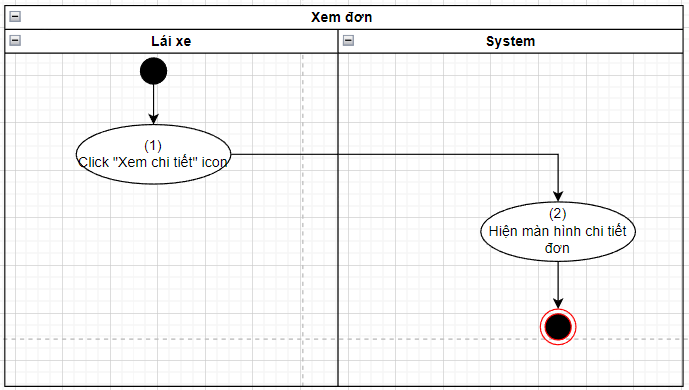 Xem đơn
Lái xe
System
(1)
Click "Xem chi tiết" icon
(2)
Hiện màn hình chi tiết
đơn